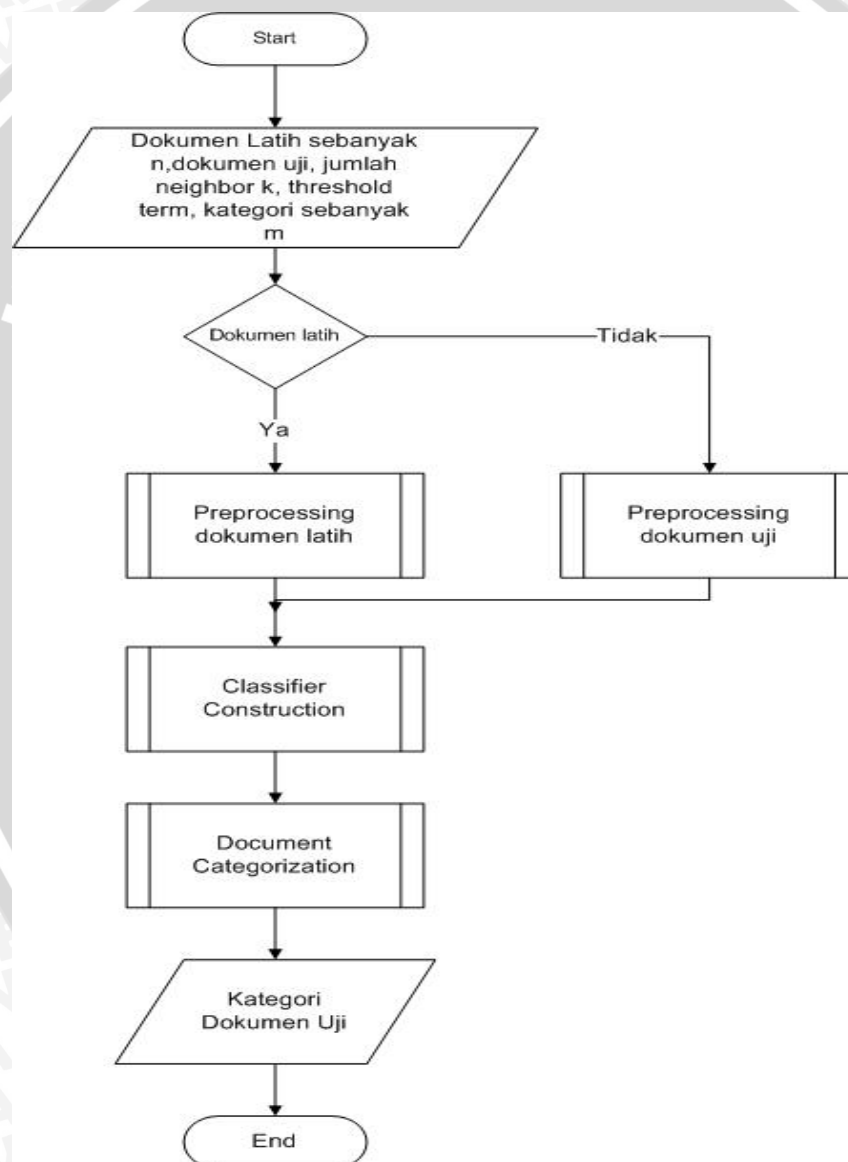 Start
Dokumen Latih sebanyak
n,dokumen uji, jumlah
neighbor k, threshold
term, kategori sebanyak
m
Dokumen latih
Tidak
Ya
Preprocessing
dokumen latih
Preprocessing
dokumen uji
Classifier
Construction
Document
Categorization
Kategori
Dokumen Uji
End